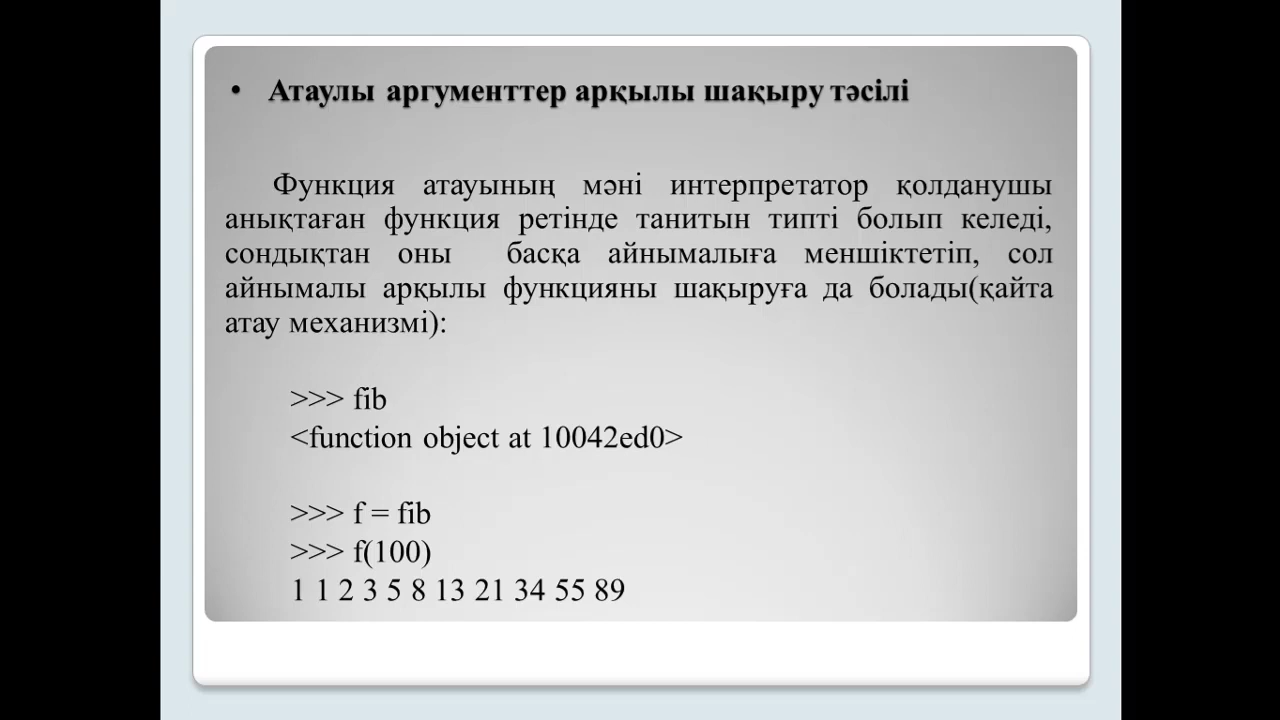 • Атаулы аргументтер арқылы шақыру тәсілі
Функция атауының мәні интерпретатор қолданушы
анықтаған функция ретінде танитын типті болып келеді,
сондықтан оны басқа айнымалыға меншіктетіп, сол
айнымалы арқылы функцияны шақыруға да болады(қайта
атау механизмі):
>>> fib
<function object at 10042ed0>
>>> f = fib
>>> f(100)
1 1 2 3 5 8 13 21 34 55 89